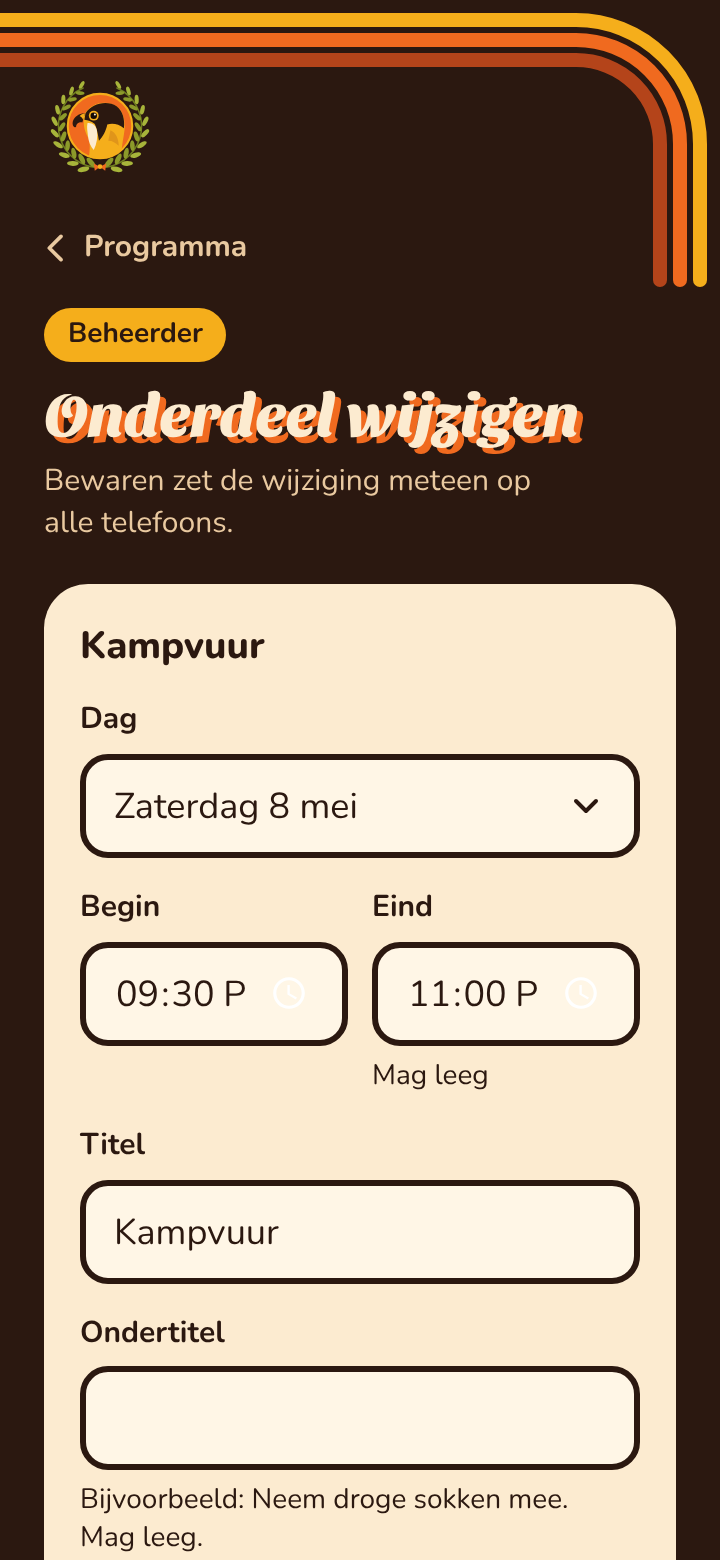 Programma
Beheerder
Onderdeel wijzigen
Bewaren zet de wijziging meteen op
alle telefoons.
Kampvuur
Dag
Zaterdag 8 mei
Begin
Eind
09:30 P
11:00 P
Mag leeg
Titel
Kampvuur
Ondertitel
Bijvoorbeeld: Neem droge sokken mee.
Mag leeg.